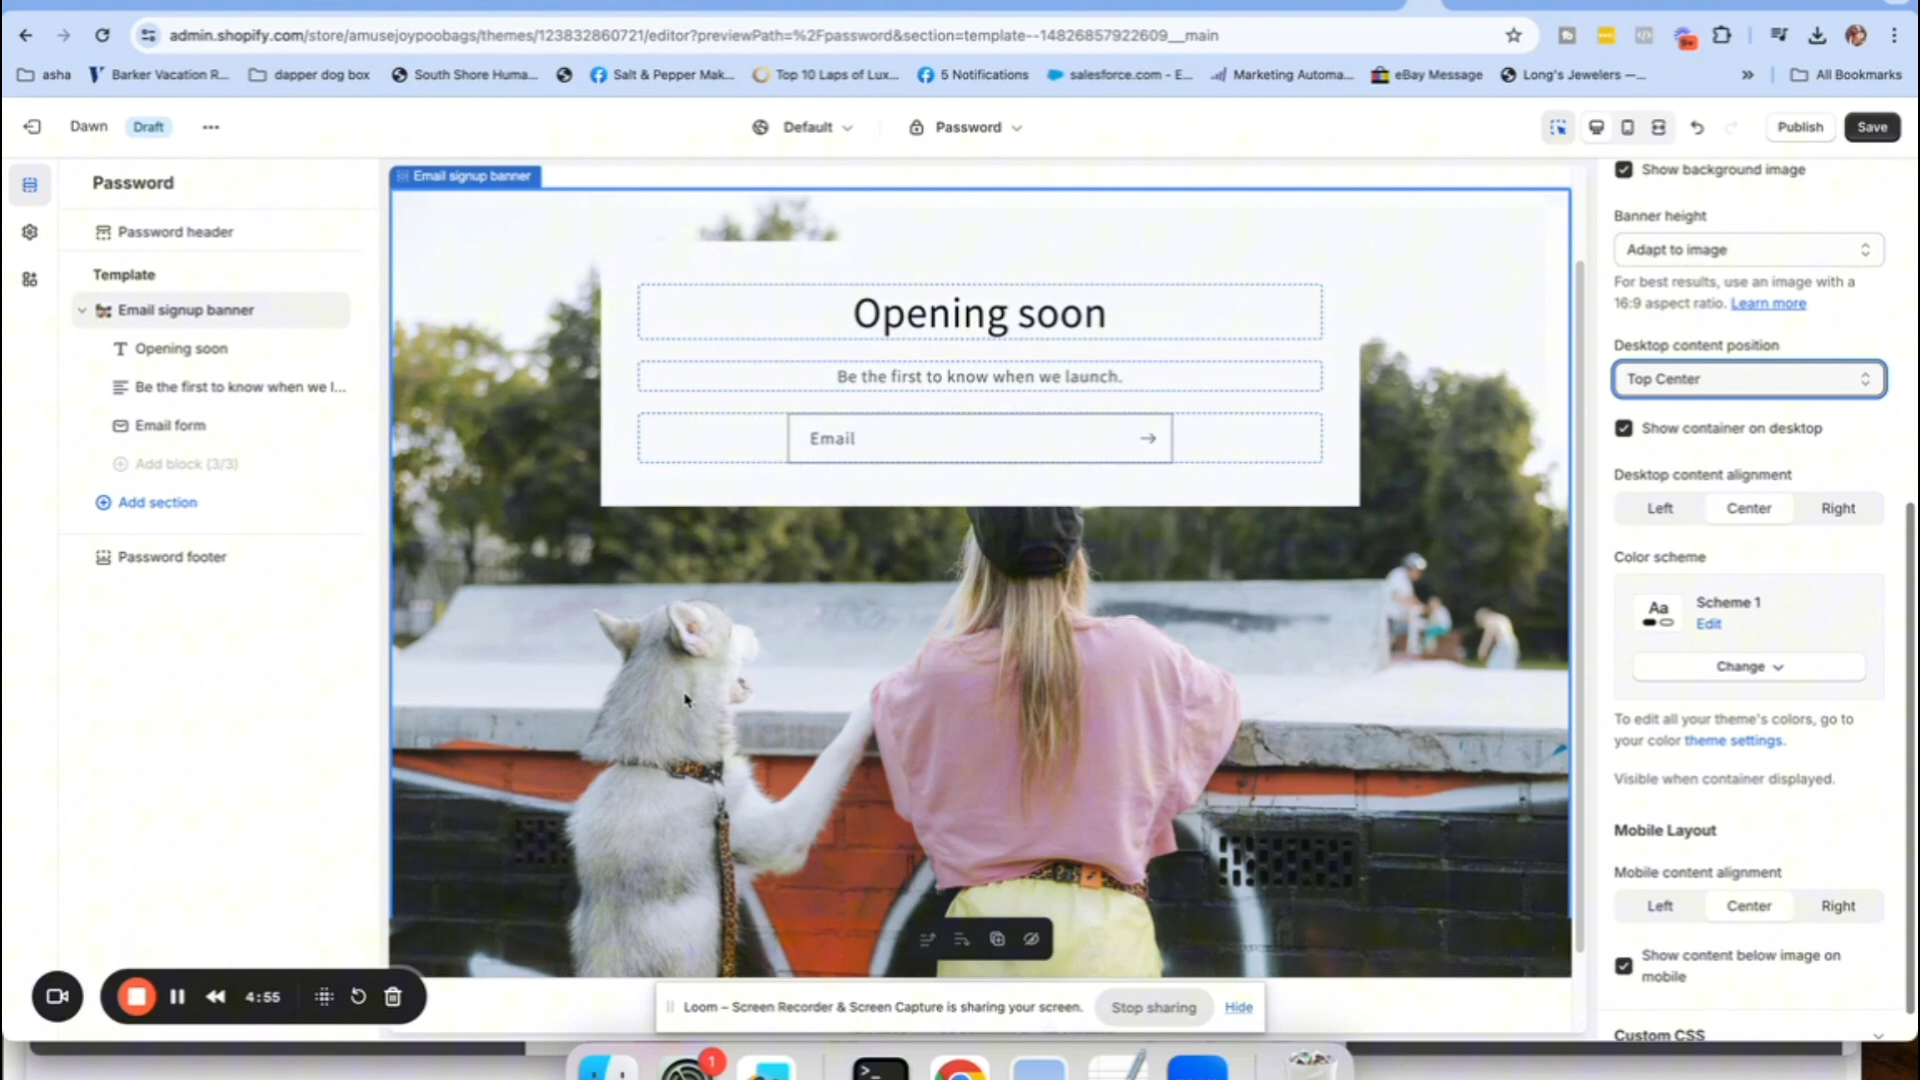 admin.shopify.com/store/amusejoypoobags/themes/123832860721/editor?previewPath=%2Fpassword&section=template--14826857922609__main
9+
asha
Barker Vacation R...
dapper dog box
South Shore Huma...
Salt & Pepper Mak...
Top 10 Laps of Lux...
5 Notifications
salesforce.com - E...
Marketing Automa...
eBay Message
Long's Jewelers —...
»
All Bookmarks
Dawn
Draft
Default
Password
Publish
Save
Password
Password header
Template
Email signup banner
Opening soon
Be the first to know when we l...
Email form
Add block (3/3)
Add section
Password footer
Email signup banner
Opening soon
Be the first to know when we launch.
Email
Show background image
Banner height
Adapt to image
For best results, use an image with a
16:9 aspect ratio. Learn more
Desktop content position
Top Center
Show container on desktop
Desktop content alignment
Left
Center
Right
Color scheme
Aa
Scheme 1
Edit
Change
To edit all your theme's colors, go to
your color theme settings.
Visible when container displayed.
Mobile Layout
Mobile content alignment
Left
Center
Right
Show content below image on
mobile
Custom CSS
4:55
Loom – Screen Recorder & Screen Capture is sharing your screen.
Stop sharing
Hide
1